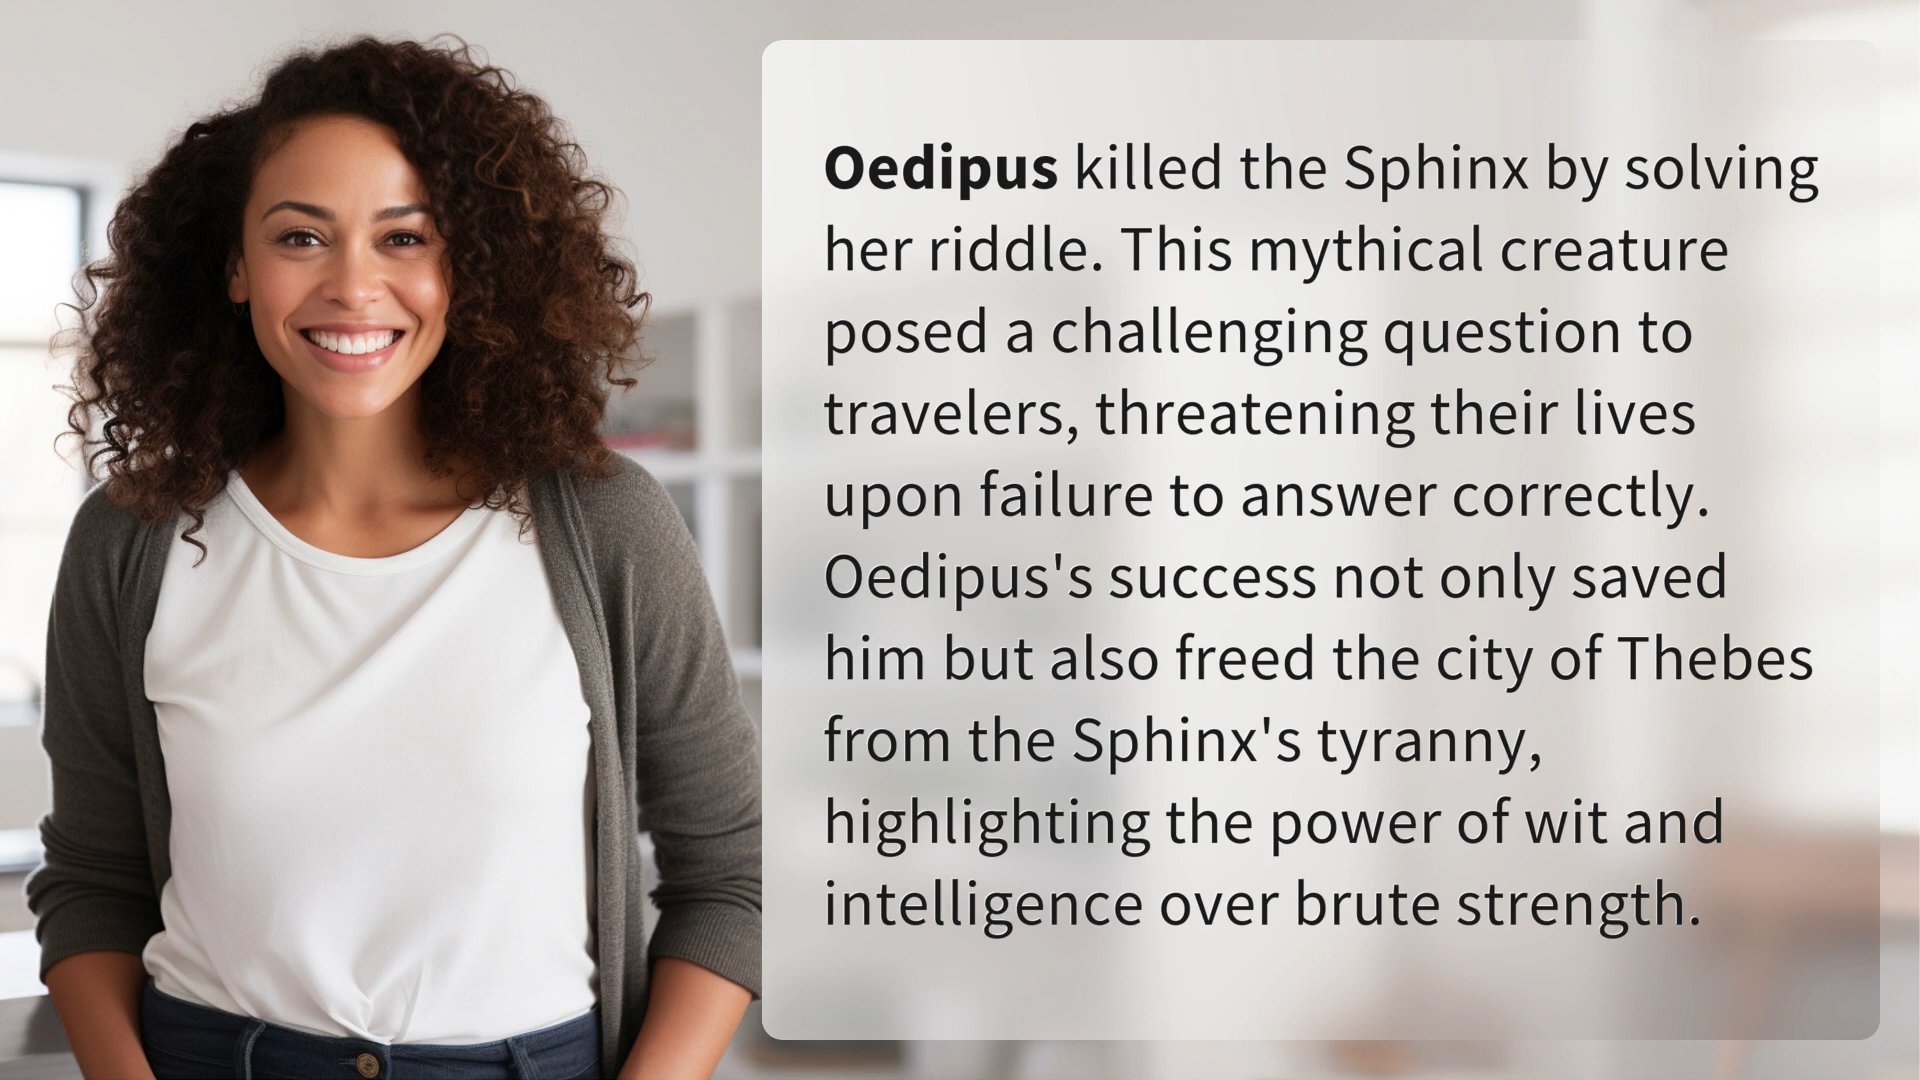 Oedipus killed the Sphinx by solving
her riddle. This mythical creature
posed a challenging question to
travelers, threatening their lives
upon failure to answer correctly.
Oedipus's success not only saved
him but also freed the city of Thebes
from the Sphinx's tyranny,
highlighting the power of wit and
intelligence over brute strength.